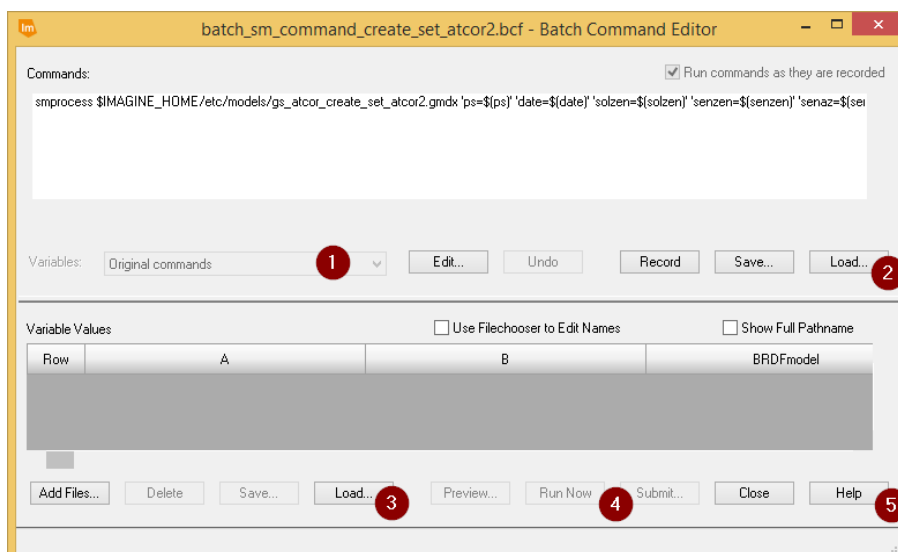 Im batch_sm_command_create_set_atcor2.bcf - Batch Command Editor
Commands: Run commands as they are recorded
smprocess $IMAGINE_HOME/etc/models/gs_atcor_create_set_atcor2.gmdx 'ps=$(ps)' 'date=$(date)' 'solzen=$(solzen)' 'senzen=$(senzen)' 'senaz=$(se
Variables: Original commands 1 Edit... Undo Record Save... Load... 2
Variable Values Use Filechooser to Edit Names Show Full Pathname
Row A B BRDFmodel
Add Files... Delete Save... Load... 3 Preview... Run Now 4 Submit... Close Help 5